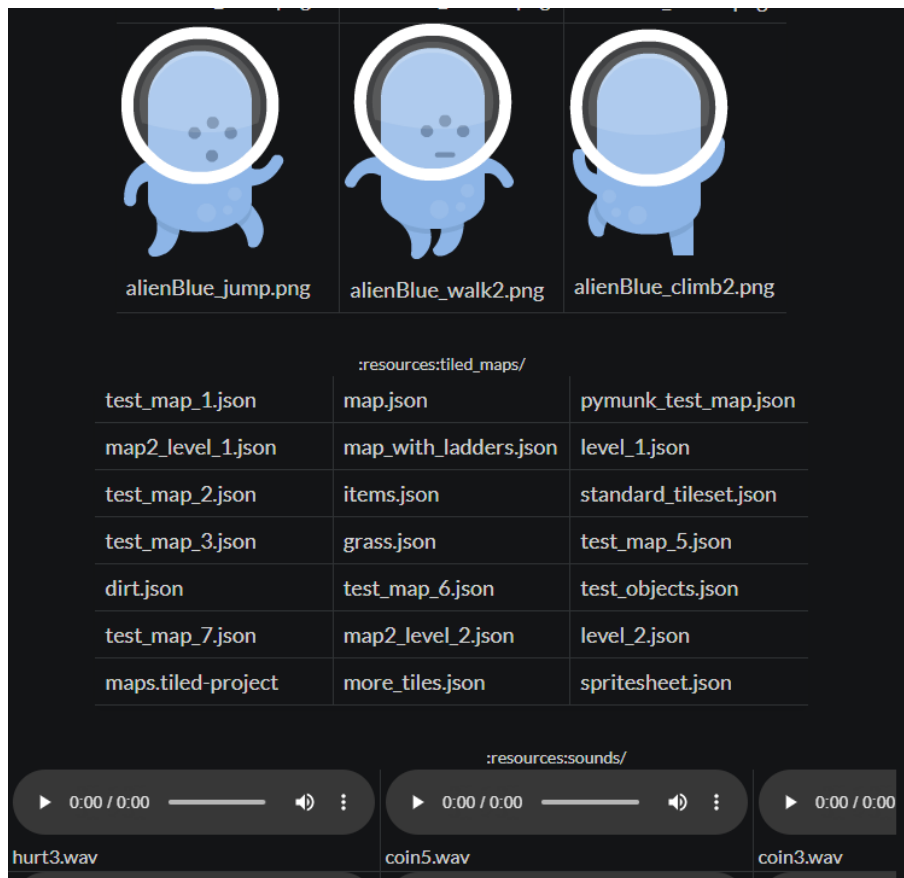 alienBlue_jump.png alienBlue_walk2.png alienBlue_climb2.png
:resources:tiled_maps/
test_map_1.json map.json pymunk_test_map.json
map2_level_1.json map_with_ladders.json level_1.json
test_map_2.json items.json standard_tileset.json
test_map_3.json grass.json test_map_5.json
dirt.json test_map_6.json test_objects.json
test_map_7.json map2_level_2.json level_2.json
maps.tiled-project more_tiles.json spritesheet.json
:resources:sounds/
0:00 / 0:00 0:00 / 0:00 0:00 / 0:00
hurt3.wav coin5.wav coin3.wav